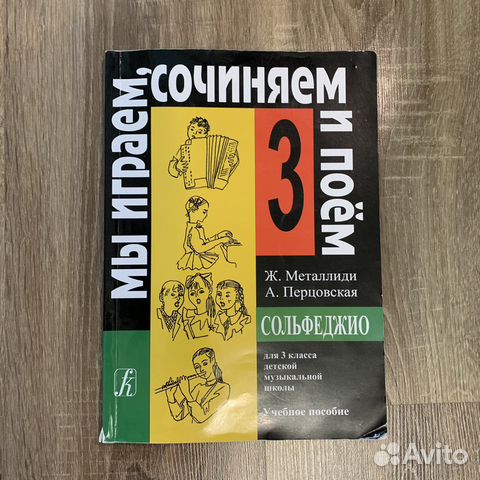 мы играем,
сочиняем
и поём
3
Ж. Металлиди
А. Перцовская
СОЛЬФЕДЖИО
для 3 класса
детской
музыкальной
школы
Учебное пособие
k
Avito